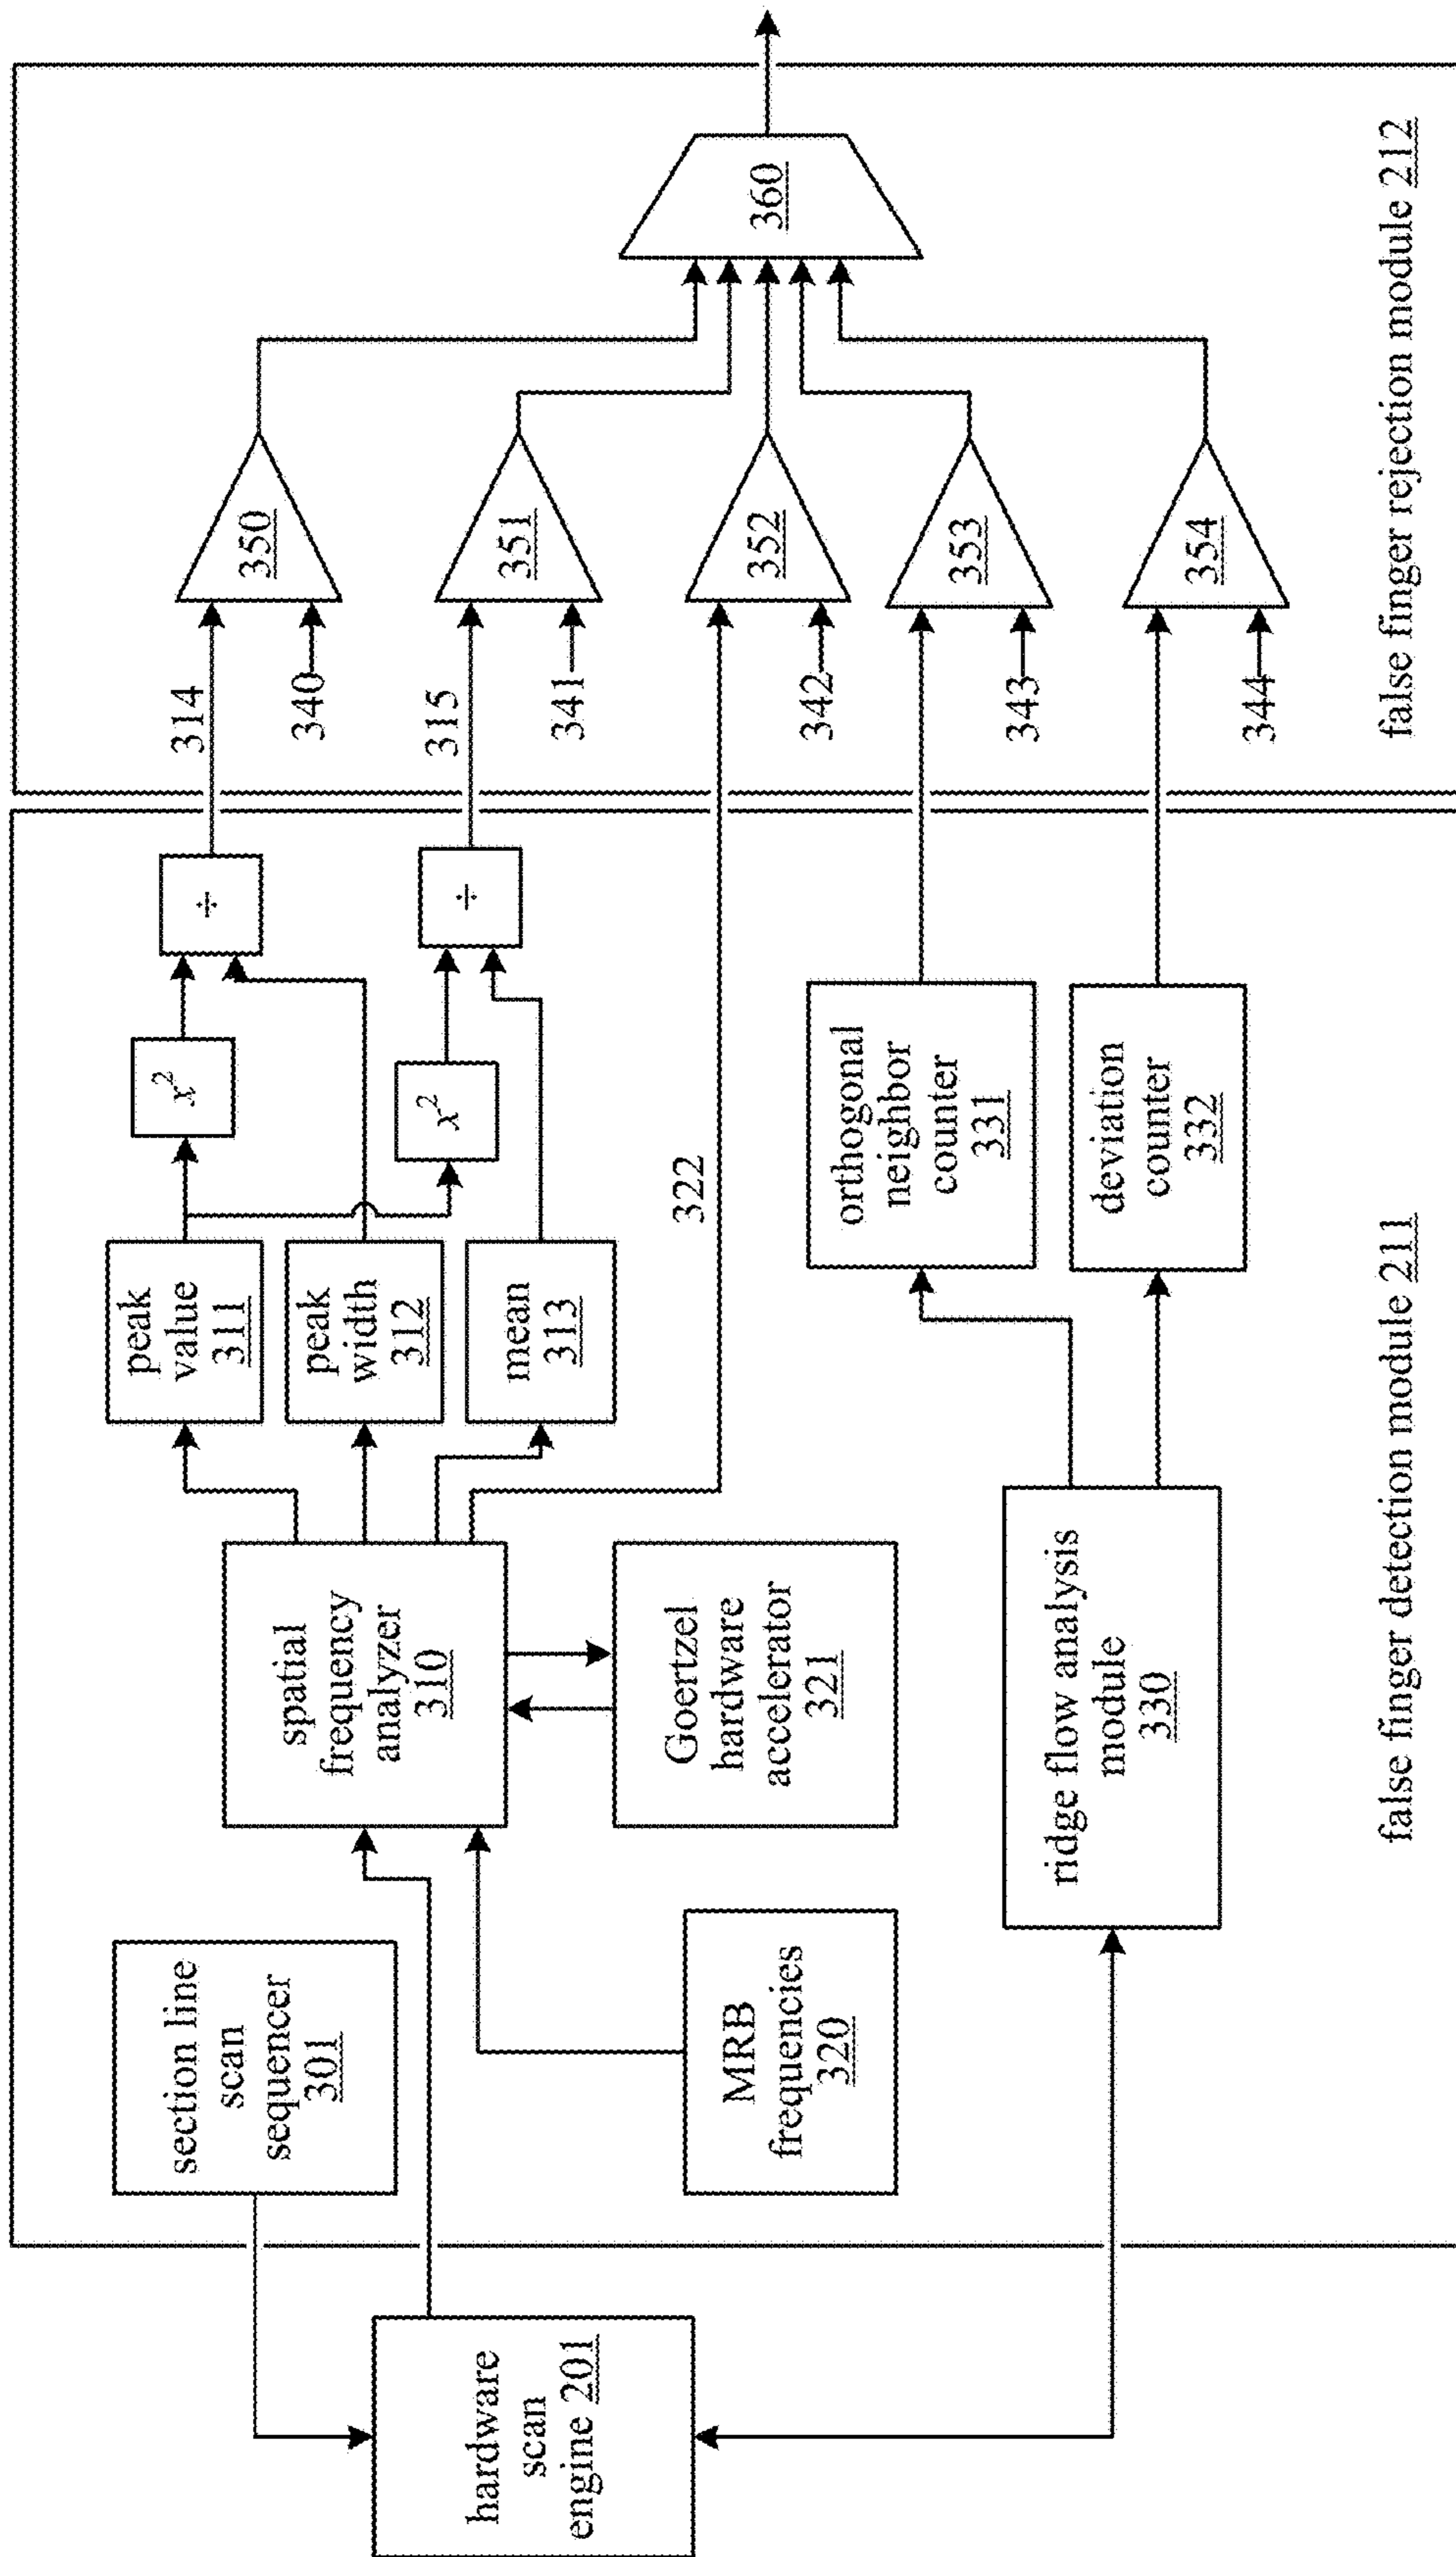 hardware
scan
engine 201
section line
scan
sequencer
301
MRB
frequencies
320
spatial
frequency
analyzer
310
Goertzel
hardware
accelerator
321
ridge flow analysis
module
330
peak
value
311
peak
width
312
mean
313
x²
x²
÷
÷
322
orthogonal
neighbor
counter
331
deviation
counter
332
false finger detection module 211
314
340
315
341
342
343
344
350
351
352
353
354
360
false finger rejection module 212